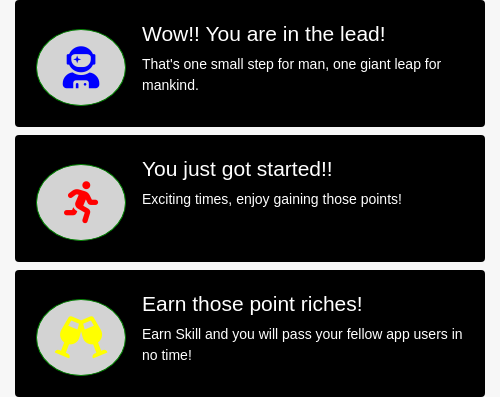 Wow!! You are in the lead!
That's one small step for man, one giant leap for
mankind.
You just got started!!
Exciting times, enjoy gaining those points!
Earn those point riches!
Earn Skill and you will pass your fellow app users in
no time!